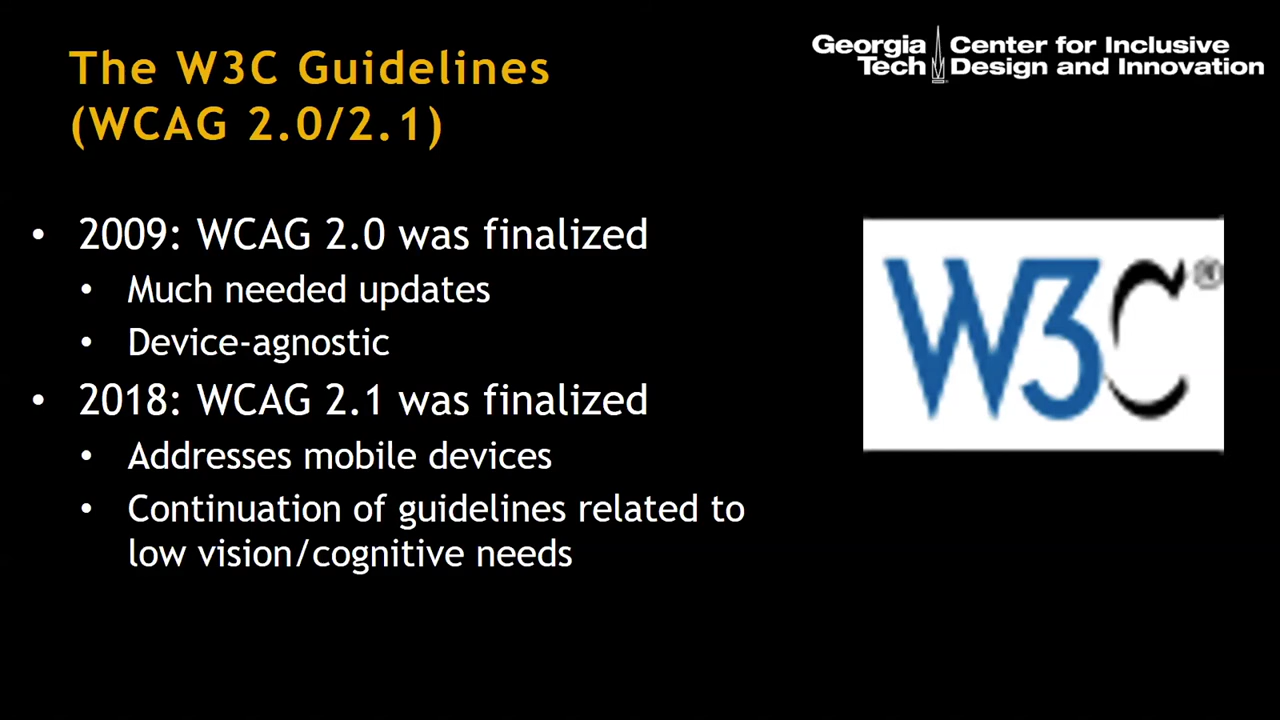 The W3C Guidelines
(WCAG 2.0/2.1)
Georgia Tech Center for Inclusive Design and Innovation
• 2009: WCAG 2.0 was finalized
• Much needed updates
• Device-agnostic
• 2018: WCAG 2.1 was finalized
• Addresses mobile devices
• Continuation of guidelines related to
low vision/cognitive needs
W3C®